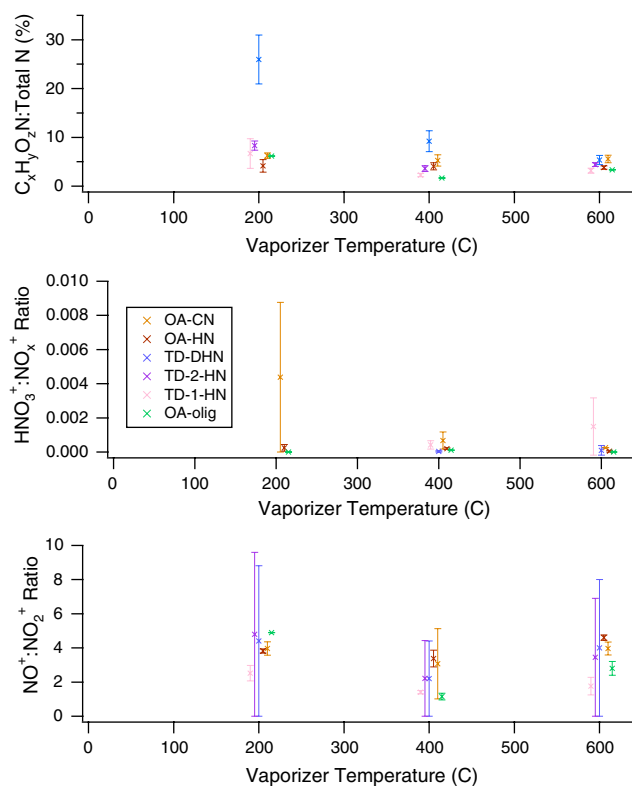 CxHyOzN:Total N (%)
30
20
10
0
0 100 200 300 400 500 600
Vaporizer Temperature (C)
HNO3+:NOx+ Ratio
0.010
0.008
0.006
0.004
0.002
0.000
OA-CN
OA-HN
TD-DHN
TD-2-HN
TD-1-HN
OA-olig
0 100 200 300 400 500 600
Vaporizer Temperature (C)
NO+:NO2+ Ratio
10
8
6
4
2
0
0 100 200 300 400 500 600
Vaporizer Temperature (C)